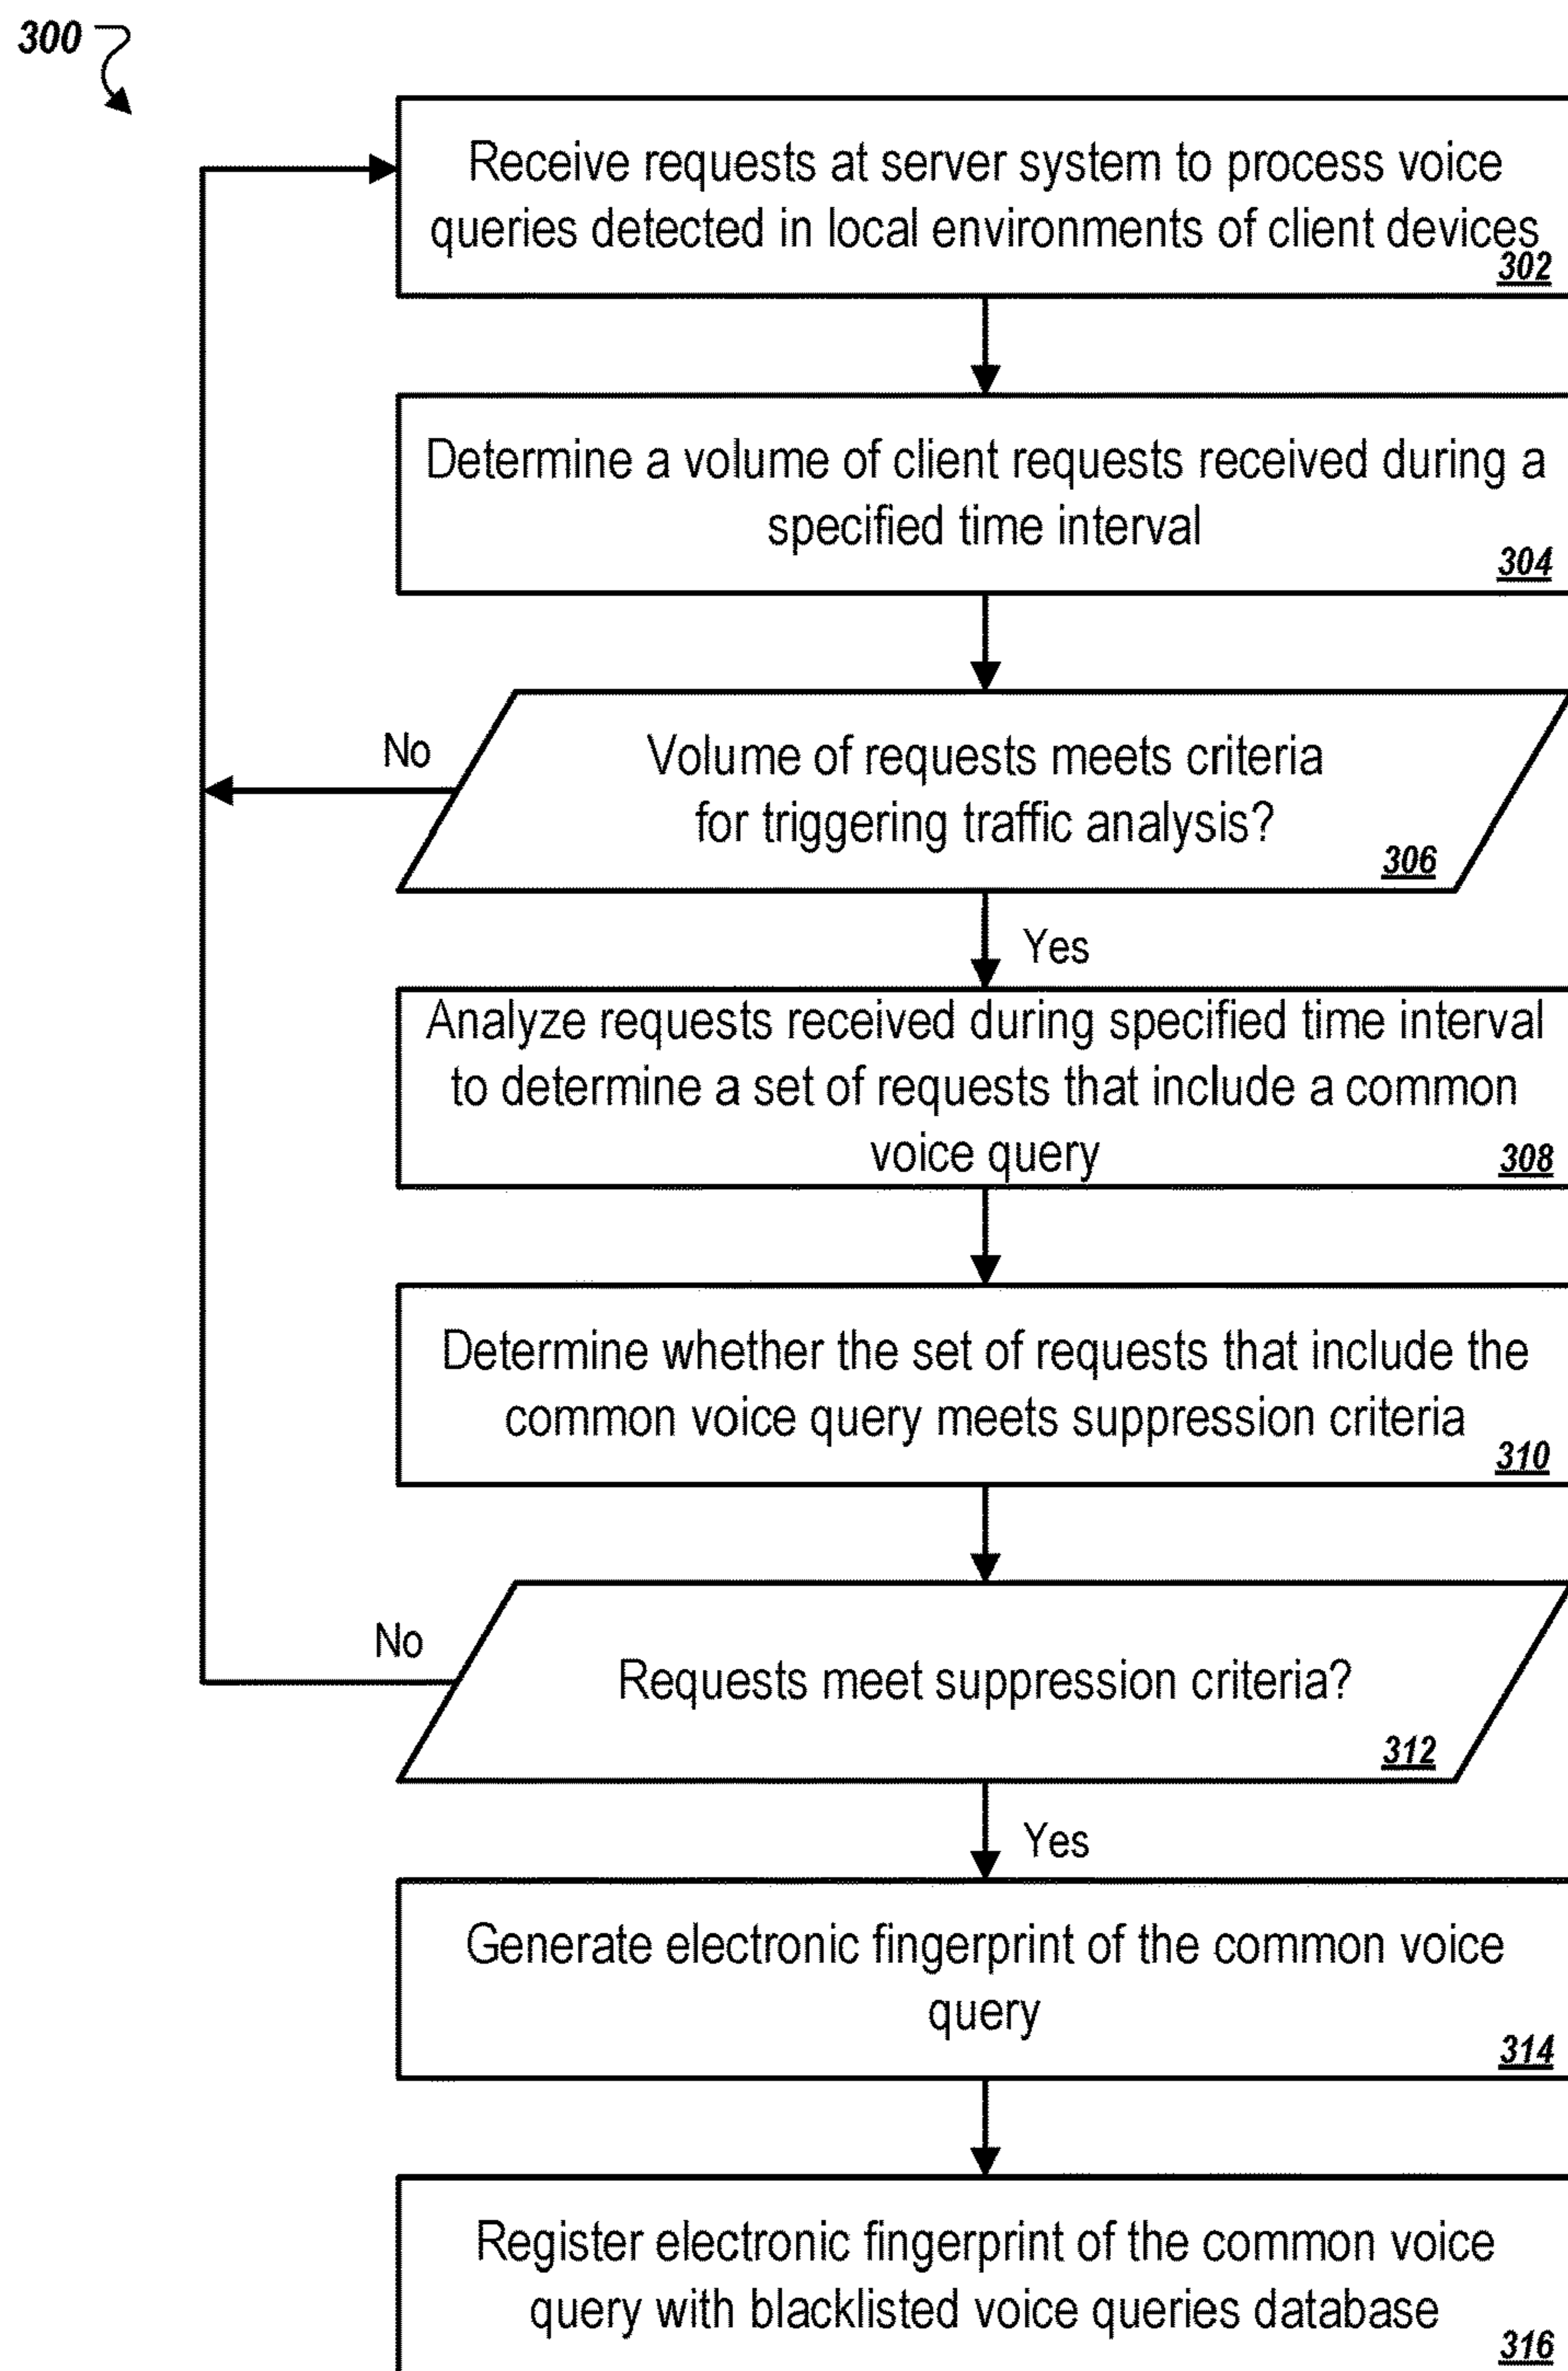 300
Receive requests at server system to process voice
queries detected in local environments of client devices
302
Determine a volume of client requests received during a
specified time interval
304
No
Volume of requests meets criteria
for triggering traffic analysis?
306
Yes
Analyze requests received during specified time interval
to determine a set of requests that include a common
voice query
308
Determine whether the set of requests that include the
common voice query meets suppression criteria
310
No
Requests meet suppression criteria?
312
Yes
Generate electronic fingerprint of the common voice
query
314
Register electronic fingerprint of the common voice
query with blacklisted voice queries database
316